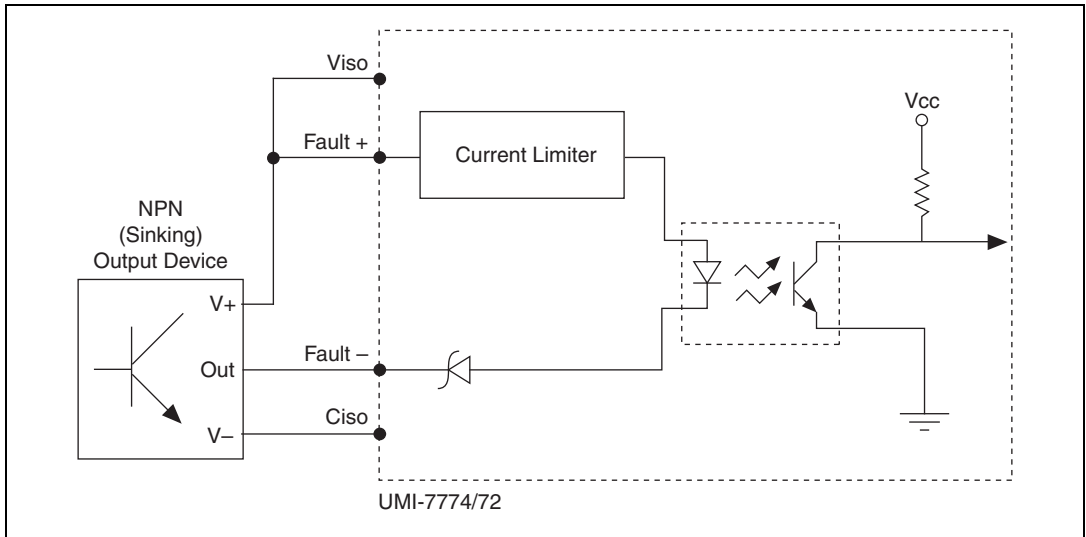 Viso
Fault +
Current Limiter
Vcc
NPN
(Sinking)
Output Device
V+
Out
V–
Fault –
Ciso
UMI-7774/72